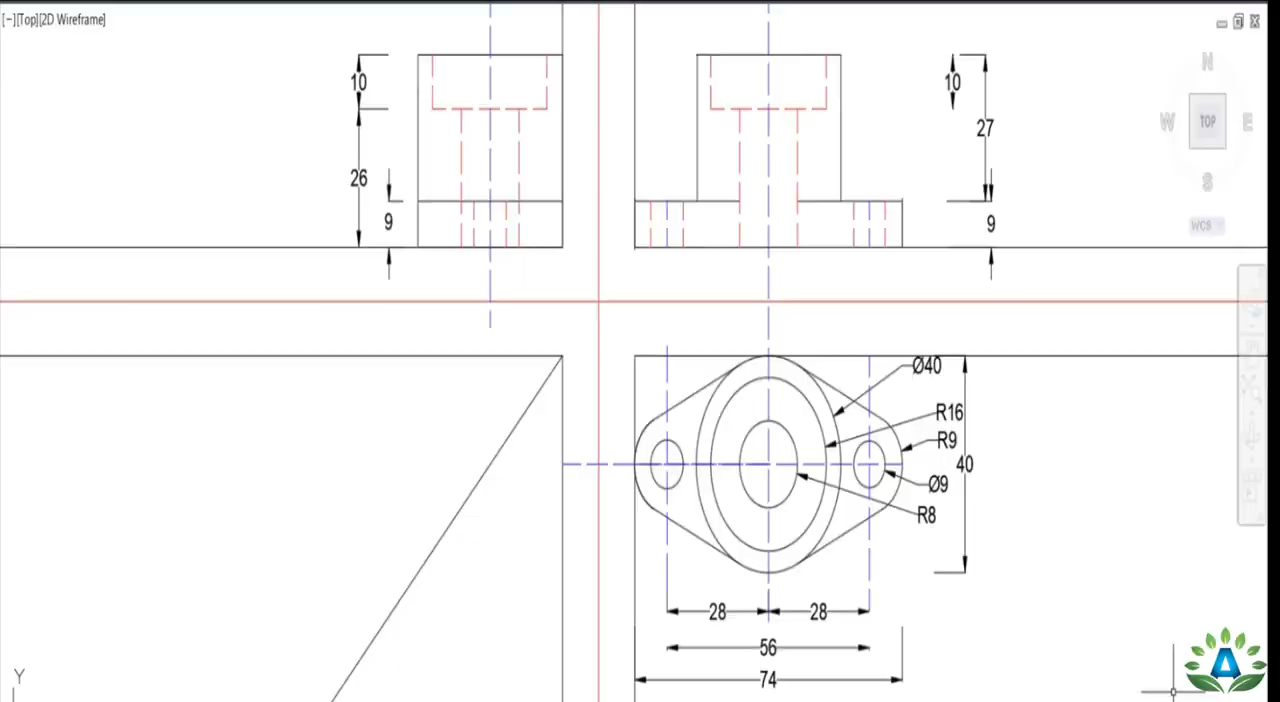 [−][Top][2D Wireframe]
N
W TOP E
S
WCS
10
26
9
10
27
9
Ø40
R16
R9
40
Ø9
R8
28 28
56
74
Y
A